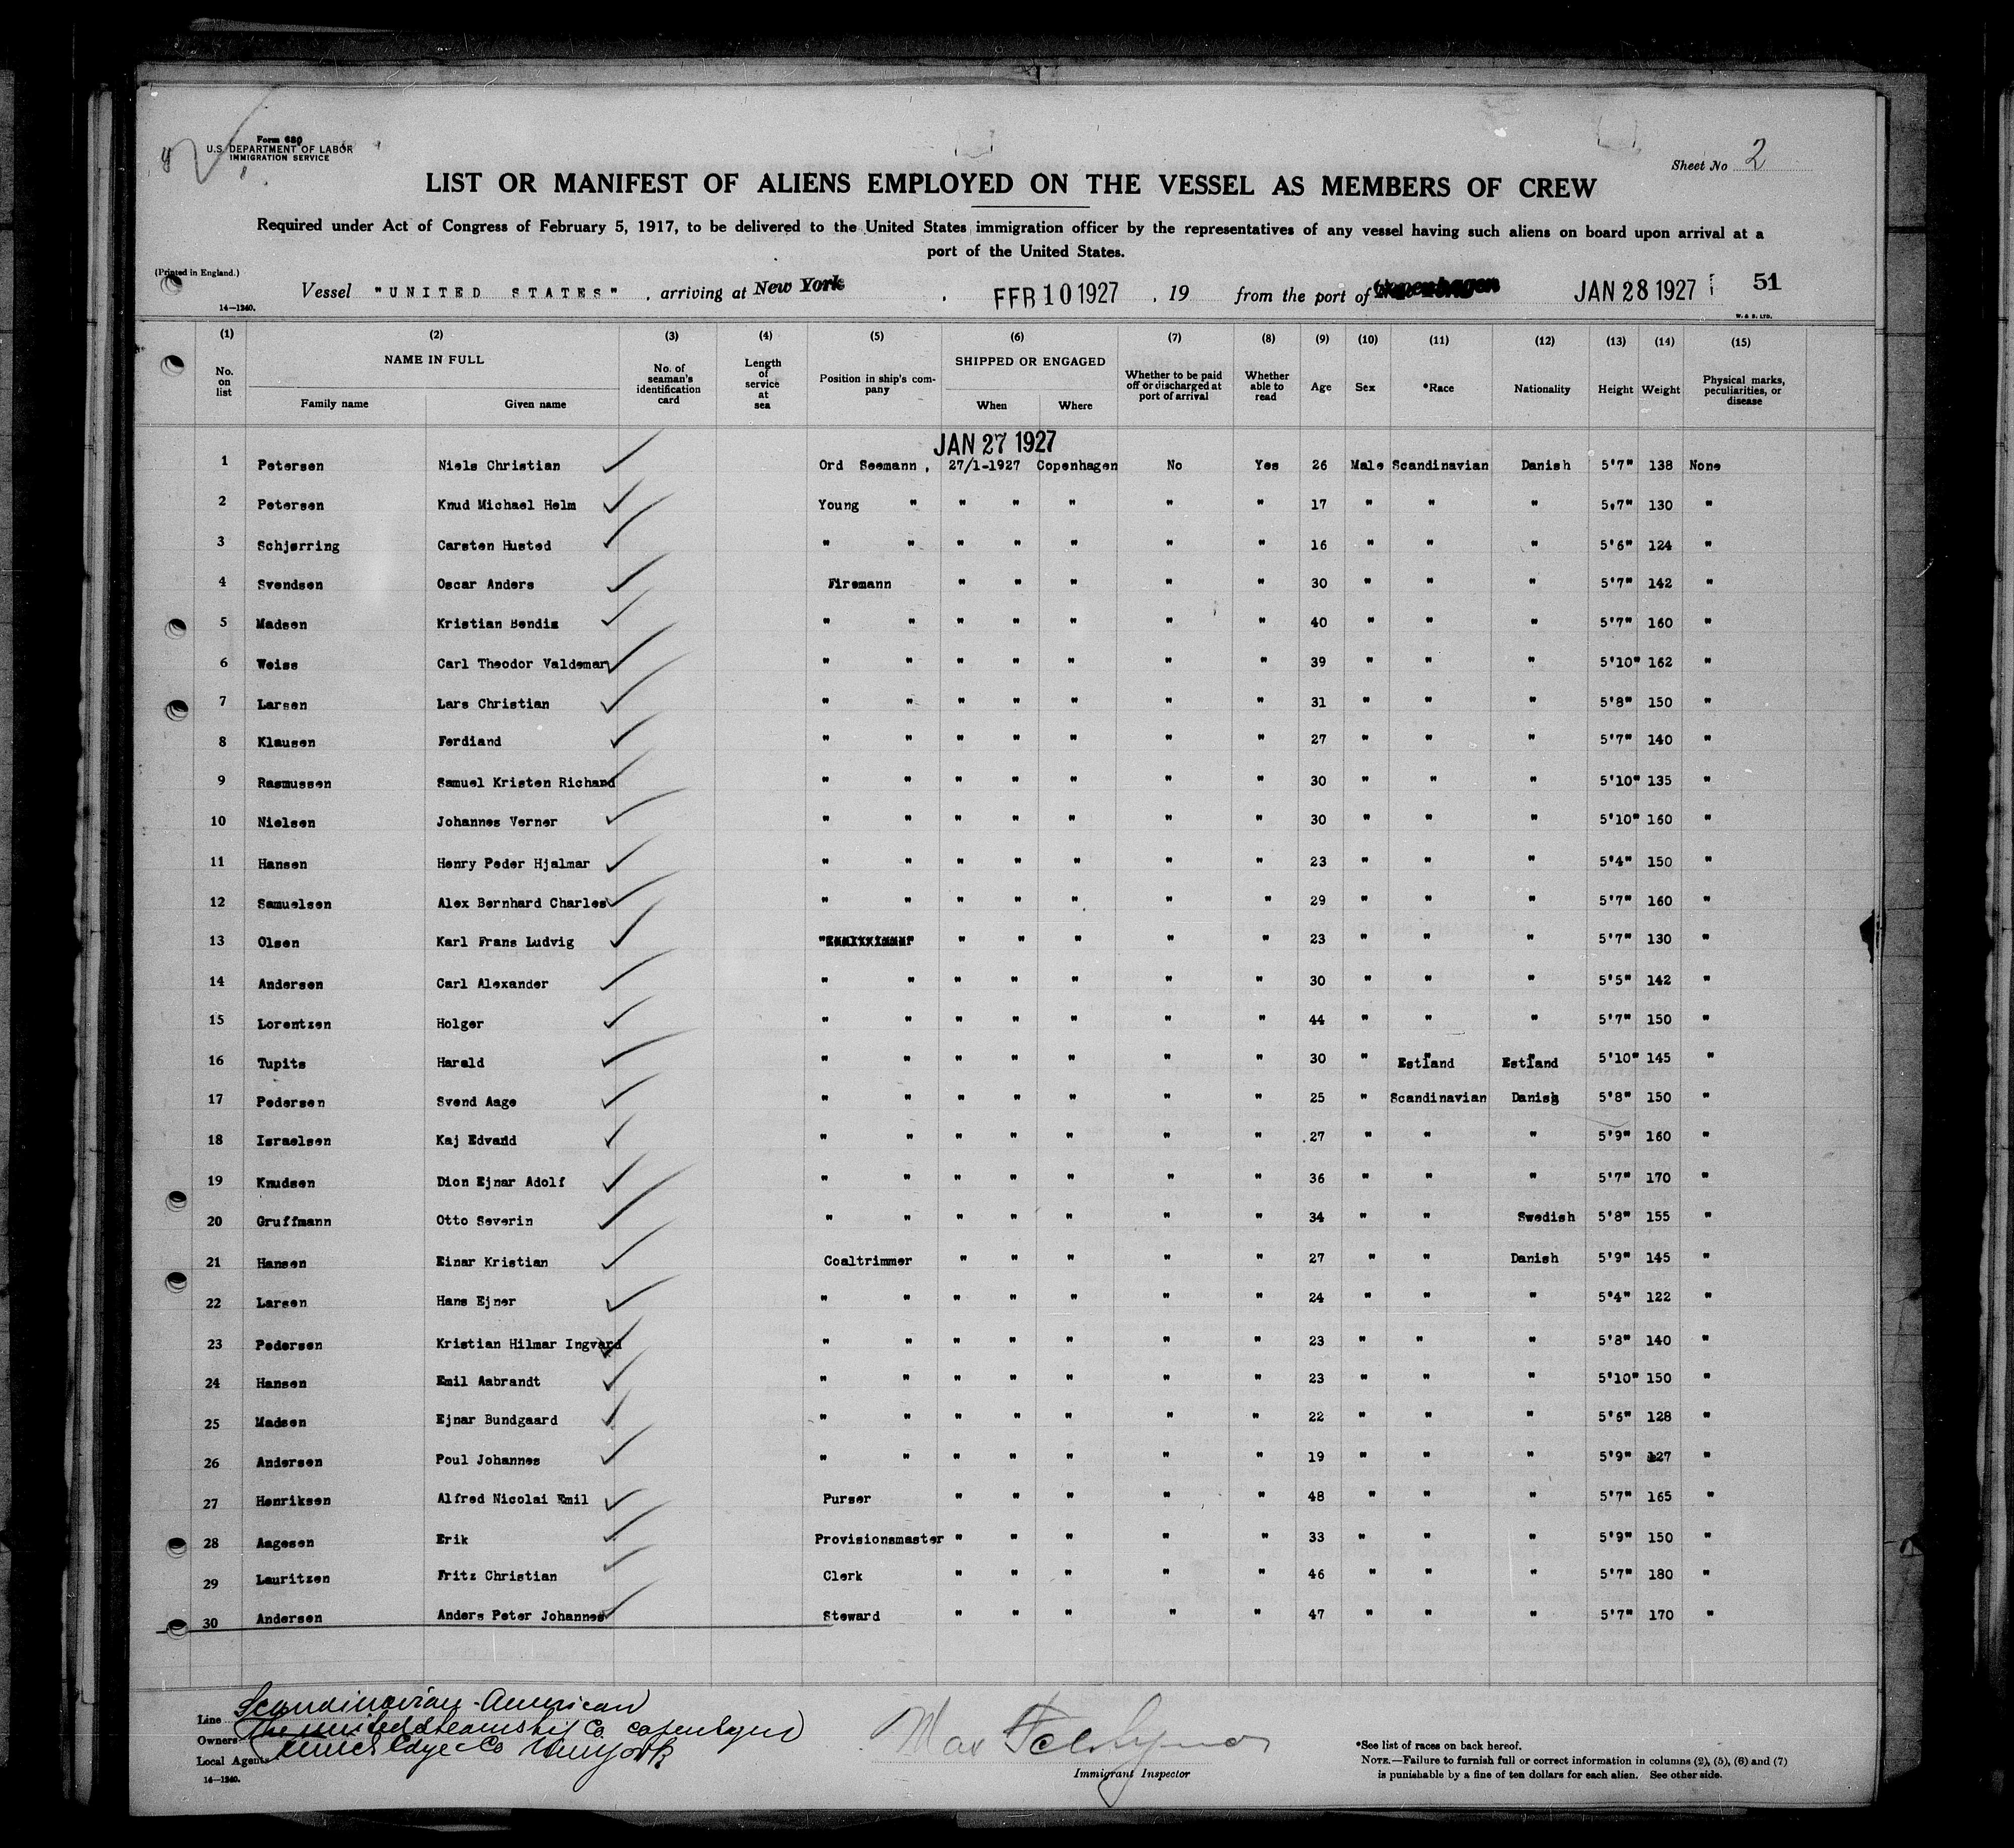 Form 680
U.S. DEPARTMENT OF LABOR
IMMIGRATION SERVICE
Sheet No 2
LIST OR MANIFEST OF ALIENS EMPLOYED ON THE VESSEL AS MEMBERS OF CREW
Required under Act of Congress of February 5, 1917, to be delivered to the United States immigration officer by the representatives of any vessel having such aliens on board upon arrival at a
port of the United States.
(Printed in England.)
14—1240.
Vessel "UNITED STATES" , arriving at New York , FEB 10 1927 , 19 from the port of Copenhagen JAN 28 1927 51
W. & S. LTD.
(1) (2) (3) (4) (5) (6) (7) (8) (9) (10) (11) (12) (13) (14) (15)
No. on list NAME IN FULL Family name Given name No. of seaman's identification card Length of service at sea Position in ship's company SHIPPED OR ENGAGED When Where Whether to be paid off or discharged at port of arrival Whether able to read Age Sex *Race Nationality Height Weight Physical marks, peculiarities, or disease
JAN 27 1927
1 Petersen Niels Christian Ord Seemann, 27/1-1927 Copenhagen No Yes 26 Male Scandinavian Danish 5'7" 138 None
2 Petersen Knud Michael Helm Young " " " " " " 17 " " " 5.7" 130 "
3 Schjørring Carsten Husted " " " " " " " 16 " " " 5'6" 124 "
4 Svendsen Oscar Anders Firemann " " " " " 30 " " " 5'7" 142 "
5 Madsen Kristian Bendix " " " " " " " 40 " " " 5'7" 160 "
6 Weiss Carl Theodor Valdemar " " " " " " " 39 " " " 5'10" 162 "
7 Larsen Lars Christian " " " " " " " 31 " " " 5'8" 150 "
8 Klausen Ferdiand " " " " " " " 27 " " " 5'7" 140 "
9 Rasmussen Samuel Kristen Richard " " " " " " " 30 " " " 5'10" 135 "
10 Nielsen Johannes Verner " " " " " " " 30 " " " 5'10" 160 "
11 Hansen Henry Peder Hjalmar " " " " " " " 23 " " " 5'4" 150 "
12 Samuelsen Alex Bernhard Charles " " " " " " " 29 " " " 5'7" 160 "
13 Olsen Karl Frans Ludvig " " " " " " " 23 " " " 5'7" 130 "
14 Andersen Carl Alexander " " " " " " " 30 " " " 5'5" 142 "
15 Lorentzen Holger " " " " " " " 44 " " " 5'7" 150 "
16 Tupits Harald " " " " " " " 30 " Estland Estland 5'10" 145 "
17 Pedersen Svend Aage " " " " " " " 25 " Scandinavian Danish 5'8" 150 "
18 Israelsen Kaj Edvard " " " " " " " 27 " " " 5'9" 160 "
19 Knudsen Dion Ejnar Adolf " " " " " " " 36 " " " 5'7" 170 "
20 Gruffmann Otto Severin " " " " " " " 34 " " Swedish 5'8" 155 "
21 Hansen Einar Kristian Coaltrimmer " " " " " 27 " " Danish 5'9" 145 "
22 Larsen Hans Ejner " " " " " " " 24 " " " 5'4" 122 "
23 Pedersen Kristian Hilmar Ingvard " " " " " " " 23 " " " 5'8" 140 "
24 Hansen Emil Aabrandt " " " " " " " 23 " " " 5'10" 150 "
25 Madsen Ejnar Bundgaard " " " " " " " 22 " " " 5'6" 128 "
26 Andersen Poul Johannes " " " " " " " 19 " " " 5'9" 127 "
27 Henriksen Alfred Nicolai Emil Purser " " " " " 48 " " " 5'7" 165 "
28 Aagesen Erik Provisionsmaster " " " " " 33 " " " 5'9" 150 "
29 Lauritzen Fritz Christian Clerk " " " " " 46 " " " 5'7" 180 "
30 Andersen Anders Peter Johannes Steward " " " " " 47 " " " 5'7" 170 "
Line Scandinavian-American
Owners The United Steamship Co Copenhagen
Local Agents Edye Co New York
14—1240.
Max
Immigrant Inspector
*See list of races on back hereof.
NOTE.—Failure to furnish full or correct information in columns (2), (5), (6) and (7)
is punishable by a fine of ten dollars for each alien. See other side.